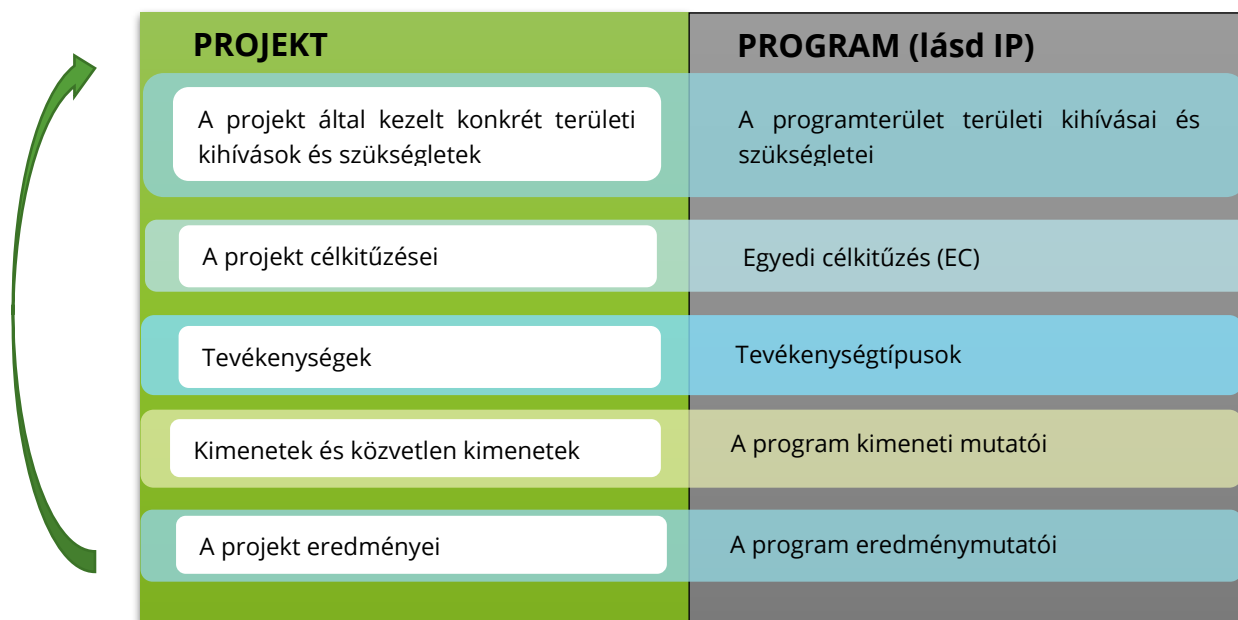 PROJEKT
PROGRAM (lásd IP)
A projekt által kezelt konkrét területi
kihívások és szükségletek
A programterület területi kihívásai és
szükségletei
A projekt célkitűzései
Egyedi célkitűzés (EC)
Tevékenységek
Tevékenységtípusok
Kimenetek és közvetlen kimenetek
A program kimeneti mutatói
A projekt eredményei
A program eredménymutatói